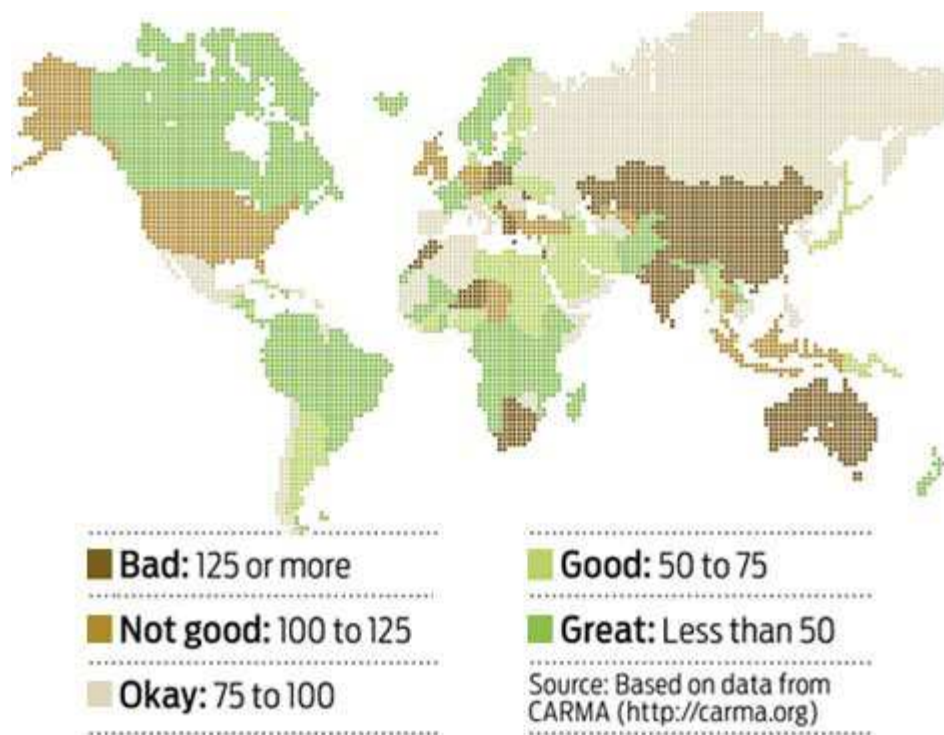 Bad: 125 or more
Not good: 100 to 125
Okay: 75 to 100
Good: 50 to 75
Great: Less than 50
Source: Based on data from
CARMA (http://carma.org)